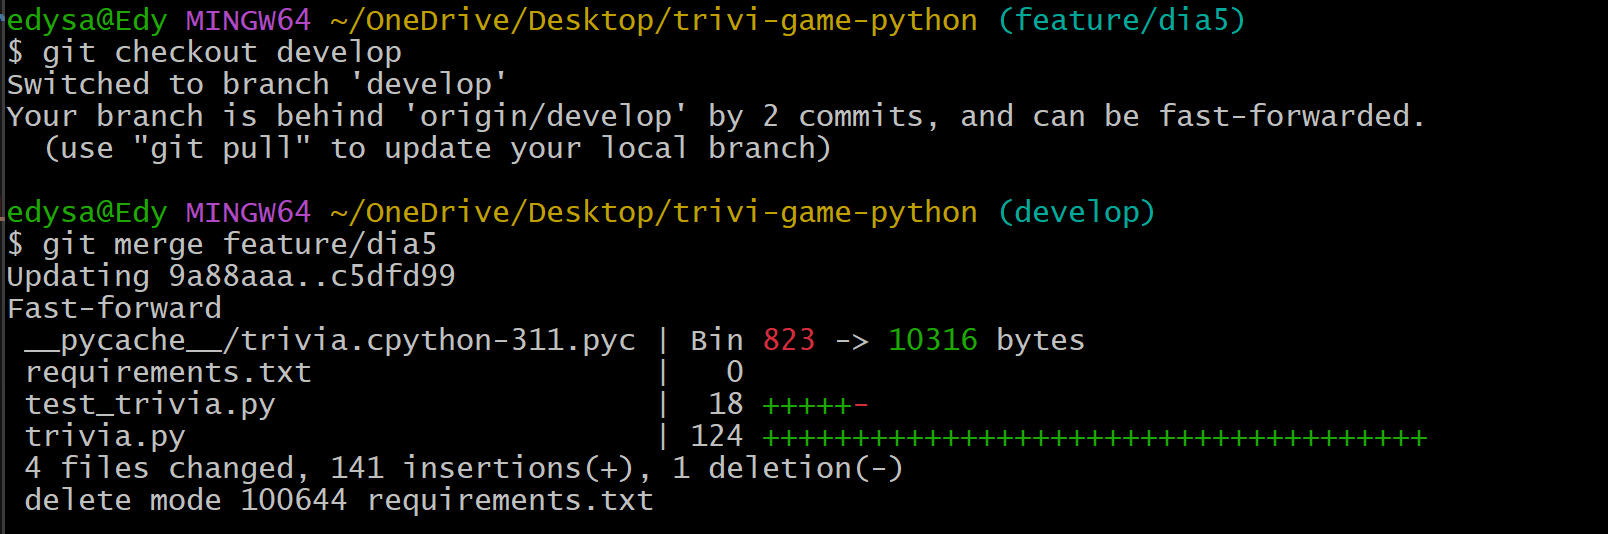 edysa@Edy MINGW64 ~/OneDrive/Desktop/trivi-game-python (feature/dia5)
$ git checkout develop
Switched to branch 'develop'
Your branch is behind 'origin/develop' by 2 commits, and can be fast-forwarded.
  (use "git pull" to update your local branch)

edysa@Edy MINGW64 ~/OneDrive/Desktop/trivi-game-python (develop)
$ git merge feature/dia5
Updating 9a88aaa..c5dfd99
Fast-forward
 __pycache__/trivia.cpython-311.pyc | Bin 823 -> 10316 bytes
 requirements.txt                   |   0
 test_trivia.py                     |  18 +++++-
 trivia.py                          | 124 +++++++++++++++++++++++++++++++++++++
 4 files changed, 141 insertions(+), 1 deletion(-)
 delete mode 100644 requirements.txt